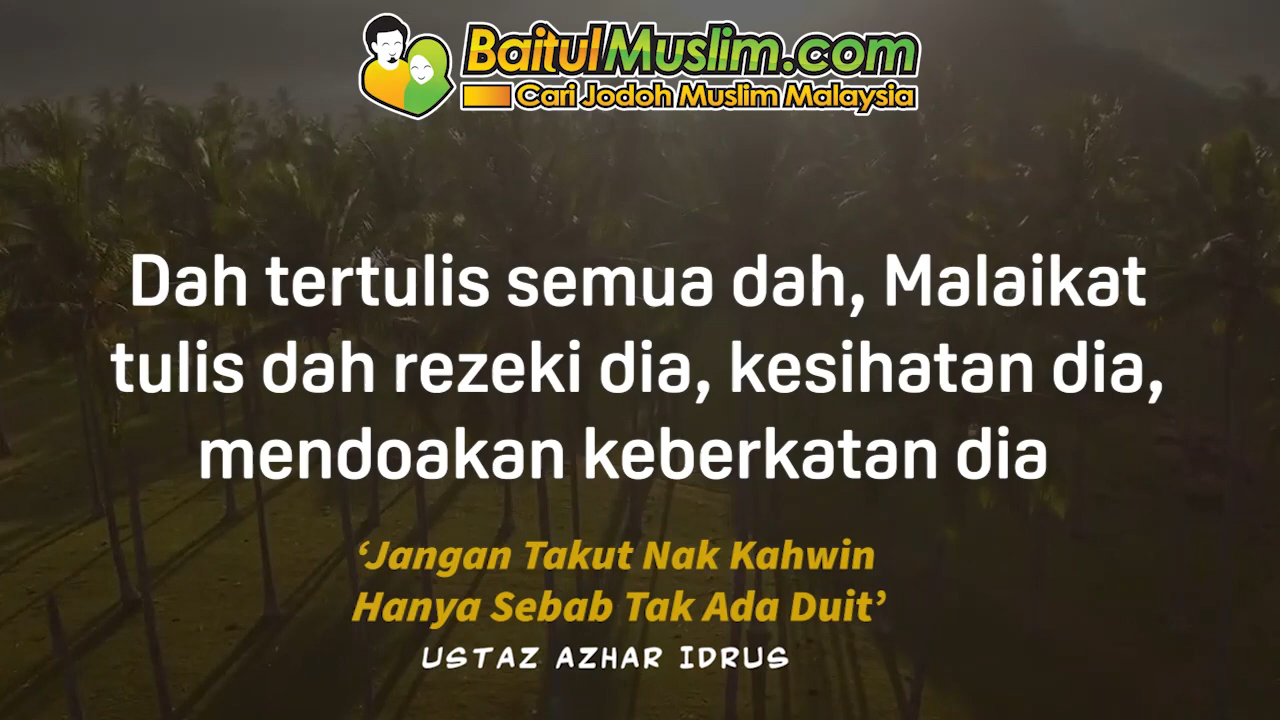 BaitulMuslim.com
Cari Jodoh Muslim Malaysia
Dah tertulis semua dah, Malaikat
tulis dah rezeki dia, kesihatan dia,
mendoakan keberkatan dia
‘Jangan Takut Nak Kahwin
Hanya Sebab Tak Ada Duit’
USTAZ AZHAR IDRUS